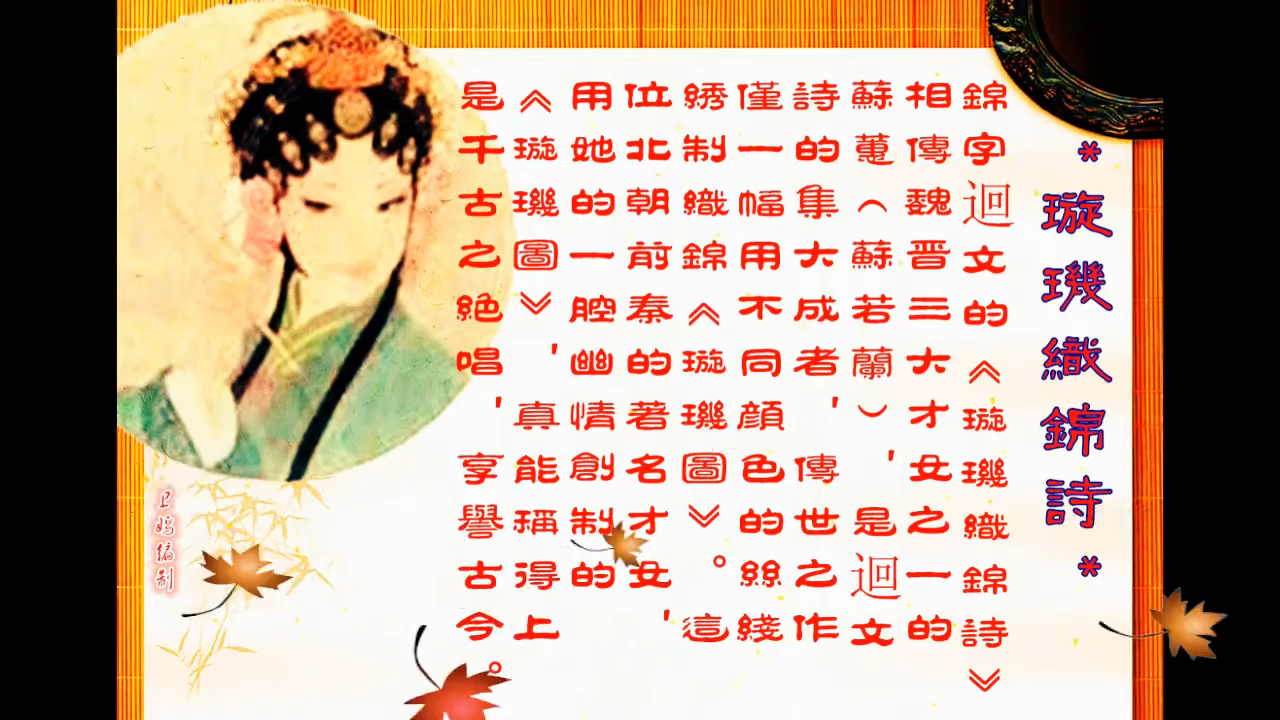 *璇璣織錦詩*
錦字迴文的《璇璣織錦詩》
相傳魏晋三大才女之一的
蘇蕙（蘇若蘭），是迴文
詩的集大成者，傳世之作
僅一幅用不同顔色的絲綫
綉制織錦《璇璣圖》。這
位北朝前秦的著名才女，
用她的一腔幽情創制的
《璇璣圖》，真能稱得上
是千古之絶唱，享譽古今。
卫嫣编制